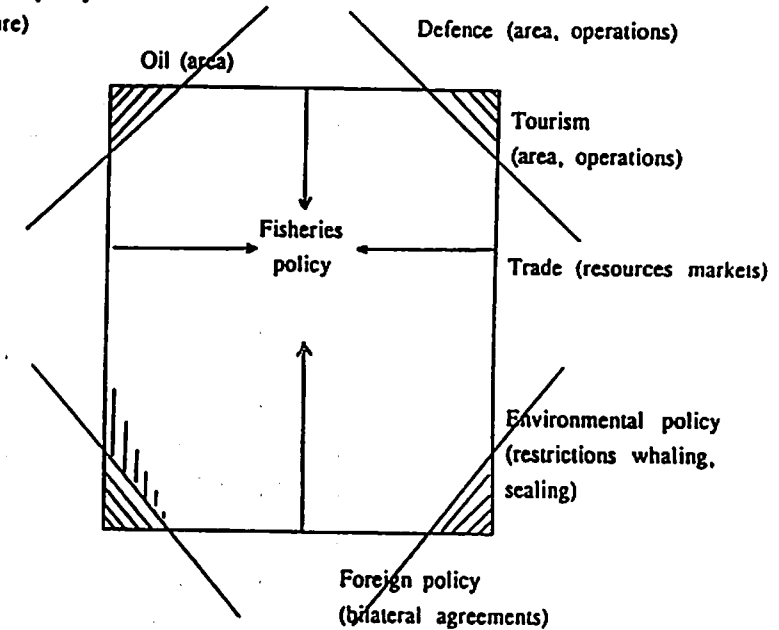 Defence (area, operations)
Oil (area)
Tourism
(area, operations)
Fisheries
policy
Trade (resources markets)
Environmental policy
(restrictions whaling,
sealing)
Foreign policy
(bilateral agreements)